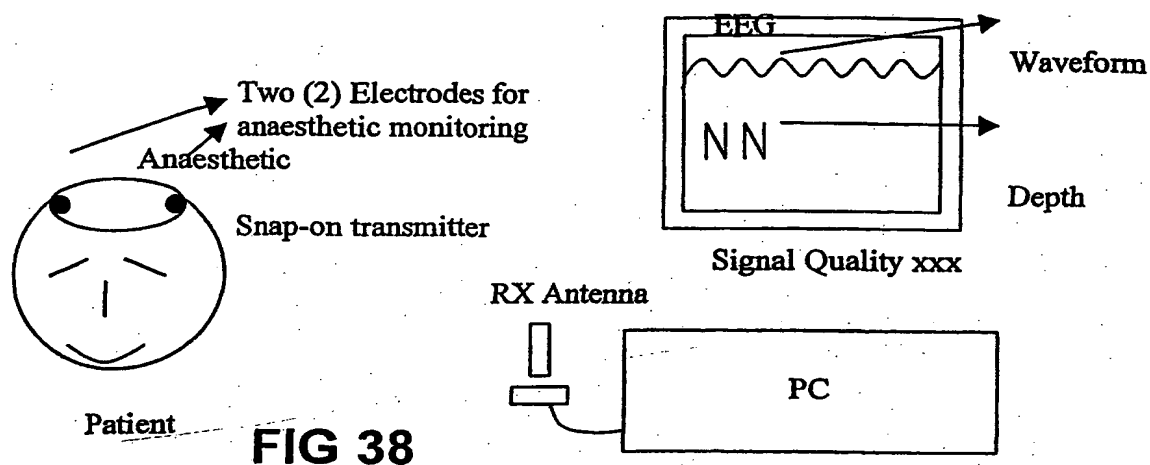 EEG
Waveform
Two (2) Electrodes for
anaesthetic monitoring
Anaesthetic
NN
Depth
Snap-on transmitter
Signal Quality xxx
RX Antenna
PC
Patient
FIG 38